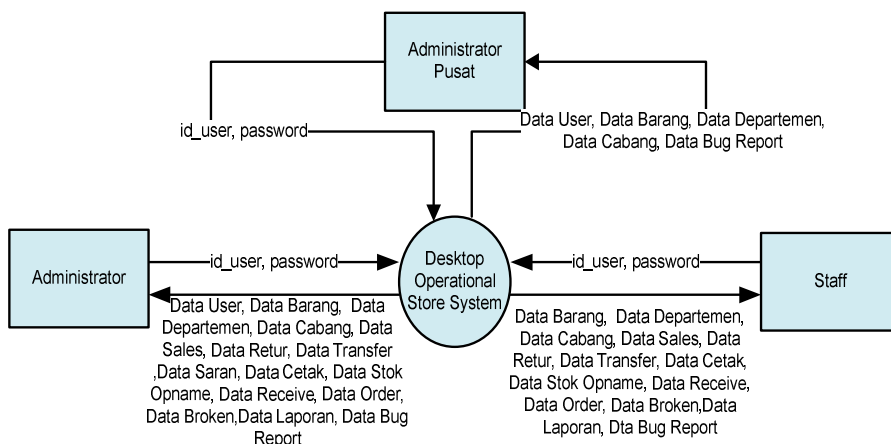 Administrator
Pusat
id_user, password
Data User, Data Barang, Data Departemen,
Data Cabang, Data Bug Report
Administrator
id_user, password
Desktop
Operational
Store System
id_user, password
Staff
Data User, Data Barang, Data
Departemen, Data Cabang, Data
Sales, Data Retur, Data Transfer
,Data Saran, Data Cetak, Data Stok
Opname, Data Receive, Data Order,
Data Broken,Data Laporan, Data Bug
Report
Data Barang, Data Departemen,
Data Cabang, Data Sales, Data
Retur, Data Transfer, Data Cetak,
Data Stok Opname, Data Receive,
Data Order, Data Broken,Data
Laporan, Dta Bug Report